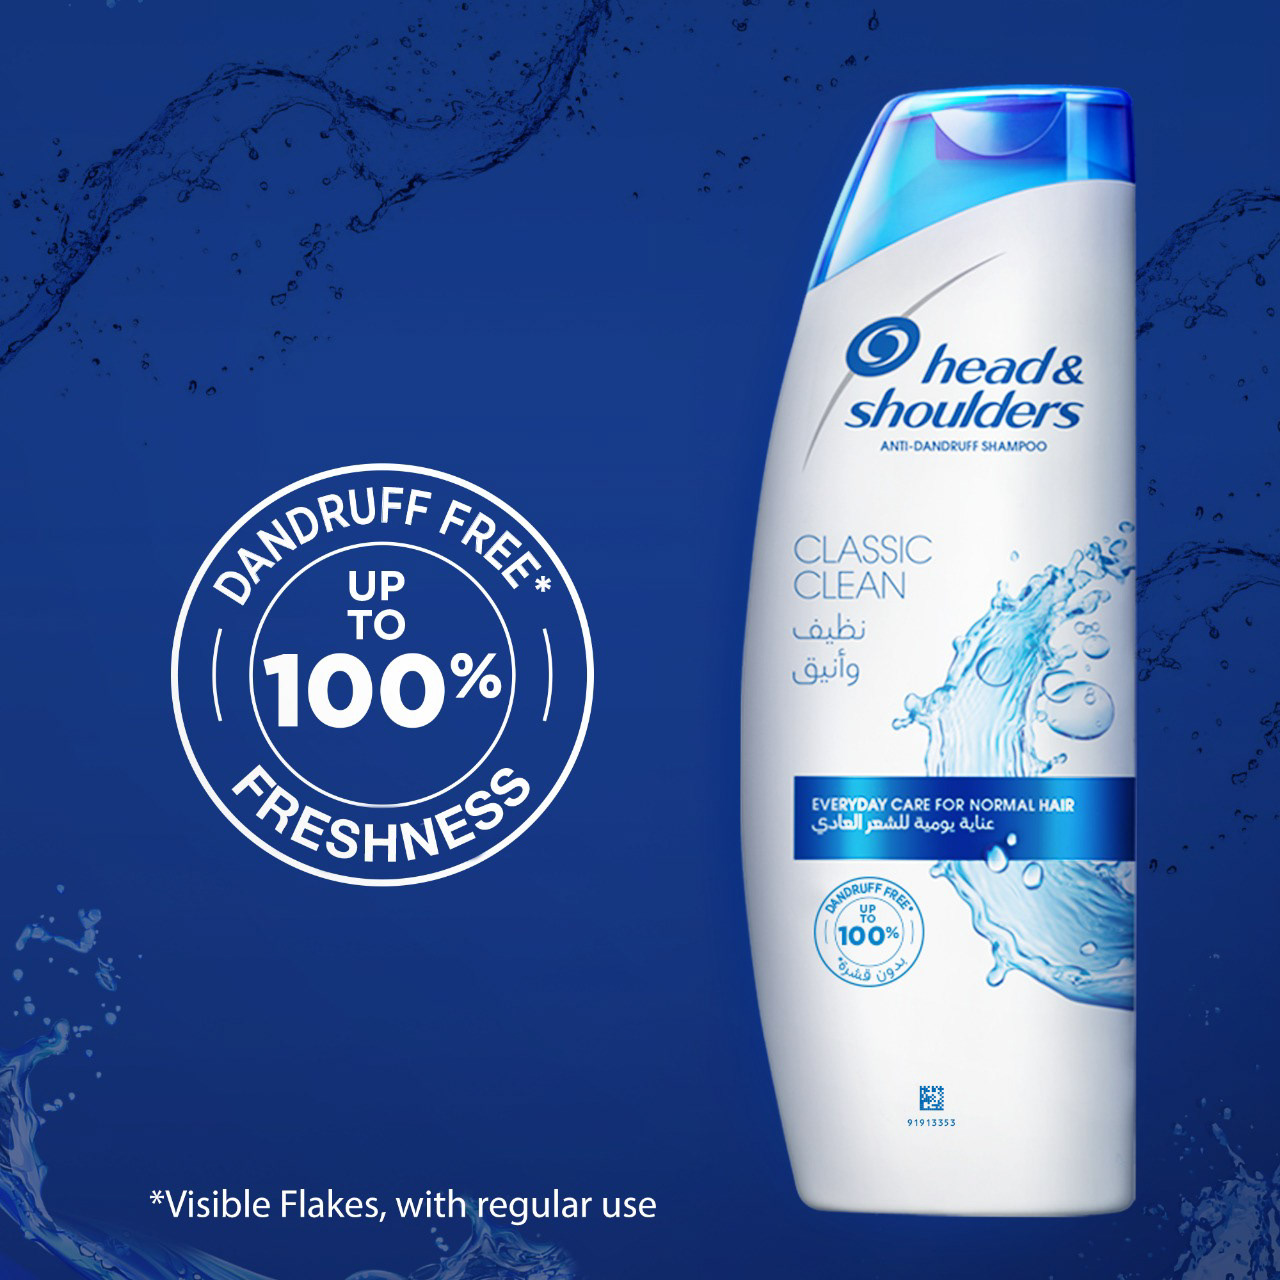 DANDRUFF FREE*
UP
TO
100%
FRESHNESS
*Visible Flakes, with regular use
head &
shoulders
ANTI-DANDRUFF SHAMPOO
CLASSIC
CLEAN
نظيف
وأنيق
EVERYDAY CARE FOR NORMAL HAIR
عناية يومية للشعر العادي
DANDRUFF FREE*
UP
TO
100%
بدون قشرة*
91913353